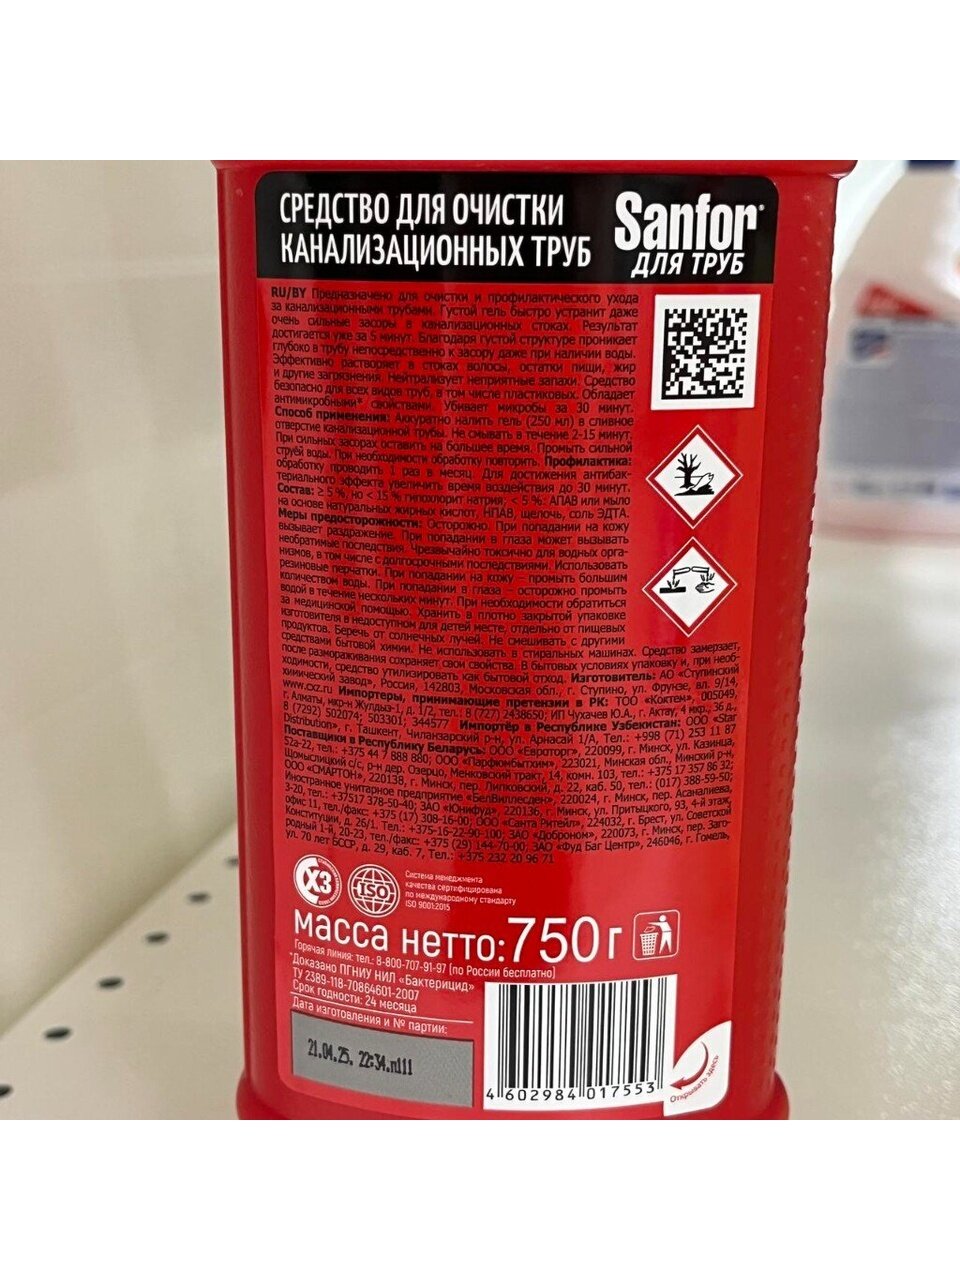 СРЕДСТВО ДЛЯ ОЧИСТКИ
КАНАЛИЗАЦИОННЫХ ТРУБ
Sanfor®
ДЛЯ ТРУБ
RU/BY Предназначено для очистки и профилактического ухода
за канализационными трубами. Густой гель быстро устранит даже
очень сильные засоры в канализационных стоках. Результат
достигается уже за 5 минут. Благодаря густой структуре проникает
глубоко в трубу непосредственно к засору даже при наличии воды.
Эффективно растворяет в стоках волосы, остатки пищи, жир
и другие загрязнения. Нейтрализует неприятные запахи. Средство
безопасно для всех видов труб, в том числе пластиковых. Обладает
антимикробными* свойствами. Убивает микробы за 30 минут.
Способ применения: Аккуратно налить гель (250 мл) в сливное
отверстие канализационной трубы. Не смывать в течение 2-15 минут.
При сильных засорах оставить на большее время. Промыть сильной
струёй воды. При необходимости обработку повторить. Профилактика:
обработку проводить 1 раз в месяц. Для достижения антибак-
териального эффекта увеличить время воздействия до 30 минут.
Состав: ≥ 5 %, но < 15 % гипохлорит натрия; < 5 %: АПАВ или мыло
на основе натуральных жирных кислот, НПАВ, щелочь, соль ЭДТА.
Меры предосторожности: Осторожно. При попадании на кожу
вызывает раздражение. При попадании в глаза может вызывать
необратимые последствия. Чрезвычайно токсично для водных орга-
низмов, в том числе с долгосрочными последствиями. Использовать
резиновые перчатки. При попадании на кожу – промыть большим
количеством воды. При попадании в глаза – осторожно промыть
водой в течение нескольких минут. При необходимости обратиться
за медицинской помощью. Хранить в плотно закрытой упаковке
изготовителя в недоступном для детей месте, отдельно от пищевых
продуктов. Беречь от солнечных лучей. Не смешивать с другими
средствами бытовой химии. Не использовать в стиральных машинах. Средство замерзает,
после размораживания сохраняет свои свойства. В бытовых условиях упаковку и, при необ-
ходимости, средство утилизировать как бытовой отход. Изготовитель: АО «Ступинский
химический завод», Россия, 142803, Московская обл., г. Ступино, ул. Фрунзе, вл. 9/14,
www.cxz.ru Импортеры, принимающие претензии в РК: ТОО «Коктем», 005049,
г. Алматы, мкр-н Жулдыз-1, д. 1/2, тел.: 8 (727) 2438650; ИП Чухачев Ю.А., г. Актау, 4 мкр., 36 д.,
8 (7292) 502074; 503301; 344577 Импортёр в Республике Узбекистан: ООО «Star
Distribution», г. Ташкент, Чиланзарский р-н, ул. Арнасай 1/А, Тел.: +998 (71) 253 11 87
Поставщики в Республику Беларусь: ООО «Евроторг», 220099, г. Минск, ул. Казинца,
52а-22, тел.: +375 44 7 888 880; ООО «Парфюмбытхим», 223021, Минская обл., Минский р-н,
Щомыслицкий с/с, р-н дер. Озерцо, Менковский тракт, 14, комн. 103, тел.: +375 17 357 86 32;
ООО «СМАРТОН», 220138, г. Минск, пер. Липковский, д. 22, каб. 50, тел.: (017) 388-59-50;
Иностранное унитарное предприятие «БелВиллесден», 220024, г. Минск, пер. Асаналиева,
3-20, тел.: +37517 378-50-40; ЗАО «Юнифуд», 220136, г. Минск, ул. Притыцкого, 93, 4-й этаж,
офис 11, тел./факс: +375 (17) 308-16-00; ООО «Санта Ритейл», 224032, г. Брест, ул. Советской
Конституции, д. 26/1. Тел.: +375-16-22-90-100; ЗАО «Доброном», 220073, г. Минск, пер. Заго-
родный 1-й, 20-23, тел./факс: +375 (29) 144-70-00; ЗАО «Фуд Баг Центр», 246046, г. Гомель,
ул. 70 лет БССР, д. 29, каб. 7, Тел.: +375 232 20 96 71
ХЗ
ISO
Система менеджмента
качества сертифицирована
по международному стандарту
ISO 9001:2015
масса нетто: 750 г
Горячая линия: тел.: 8-800-707-91-97 (по России бесплатно)
*Доказано ПГНИУ НИЛ «Бактерицид»
ТУ 2389-118-70864601-2007
Срок годности: 24 месяца
Дата изготовления и № партии:
21.04.25. 22:34.п111
4 602984 017553
Открывать здесь